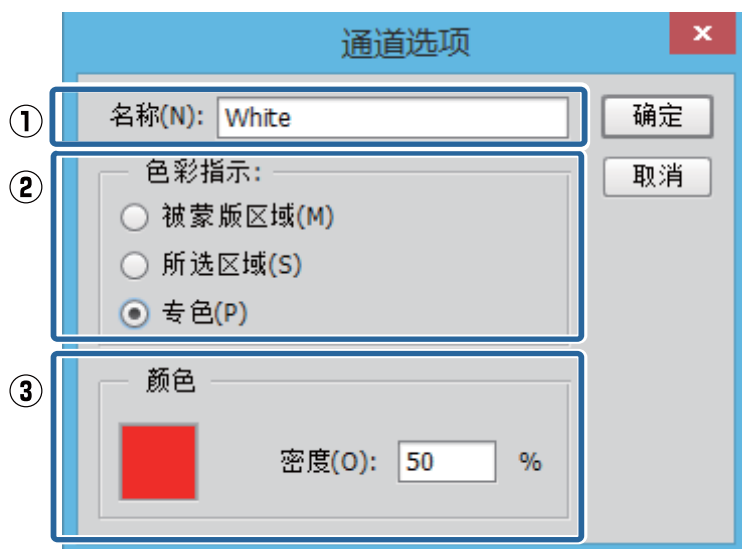 通道选项
① 名称(N): White 确定
② 色彩指示: 取消
被蒙版区域(M)
所选区域(S)
专色(P)
③ 颜色
密度(O): 50 %